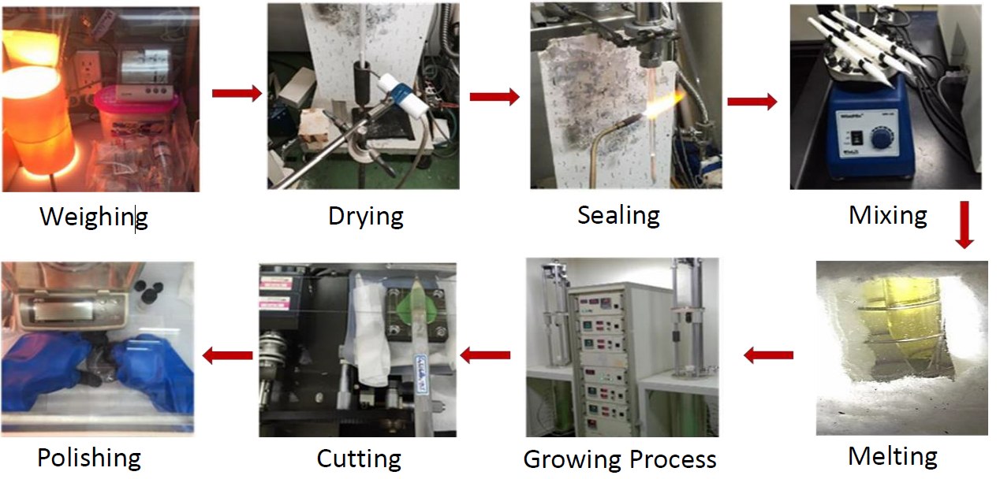 Weighing
Drying
Sealing
Mixing
Melting
Growing Process
Cutting
Polishing